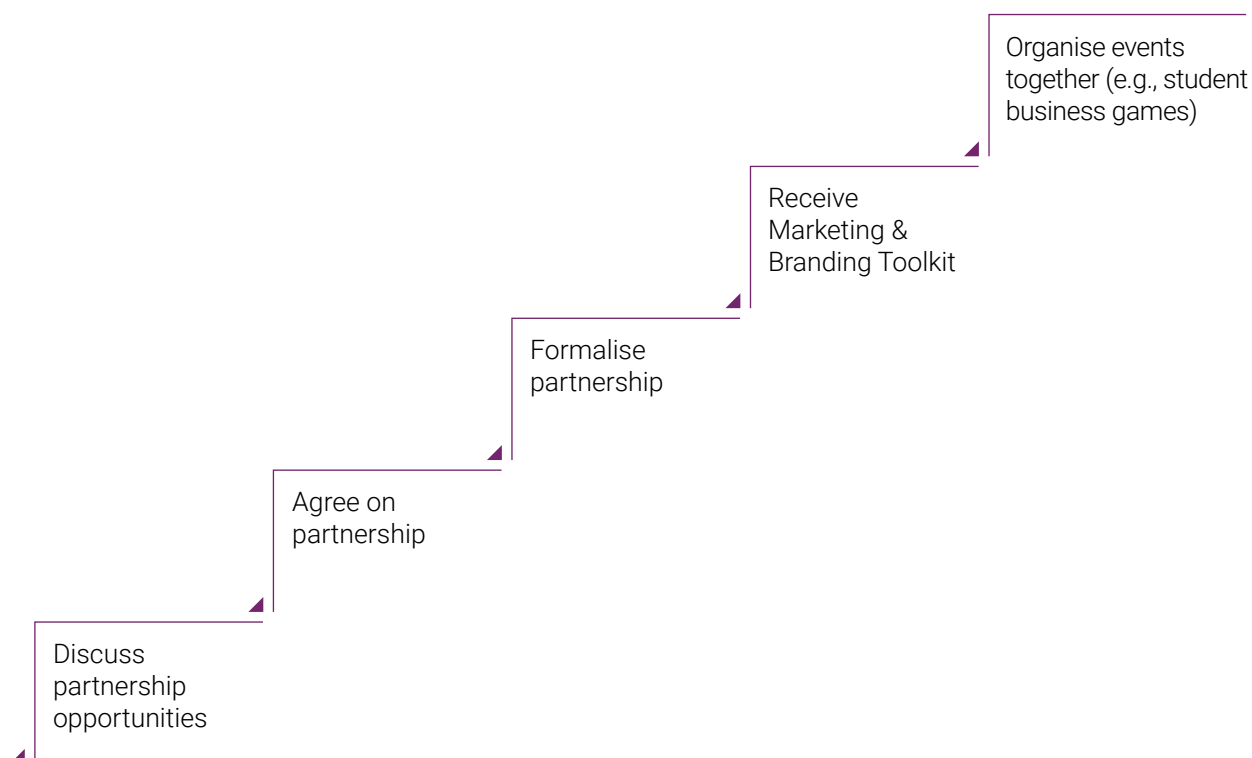 Organise events
together (e.g., student
business games)
Receive
Marketing &
Branding Toolkit
Formalise
partnership
Agree on
partnership
Discuss
partnership
opportunities